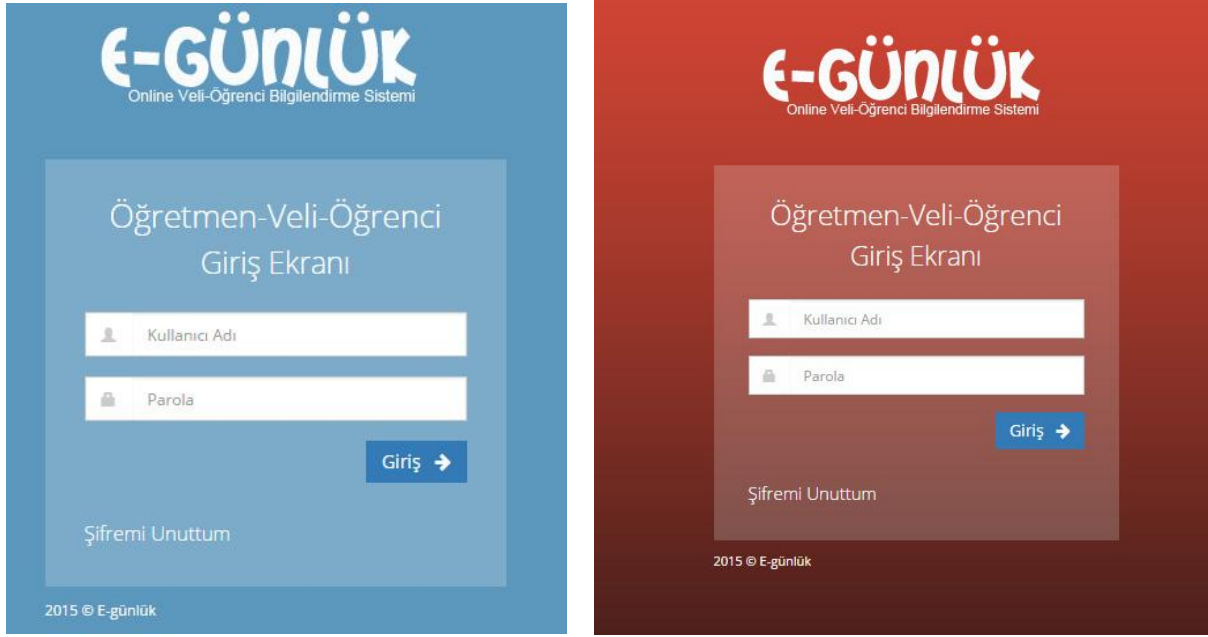 E-GÜNLÜK
Online Veli-Öğrenci Bilgilendirme Sistemi
Öğretmen-Veli-Öğrenci
Giriş Ekranı
Kullanıcı Adı
Parola
Giriş
Şifremi Unuttum
2015 © E-günlük
E-GÜNLÜK
Online Veli-Öğrenci Bilgilendirme Sistemi
Öğretmen-Veli-Öğrenci
Giriş Ekranı
Kullanıcı Adı
Parola
Giriş
Şifremi Unuttum
2015 © E-günlük